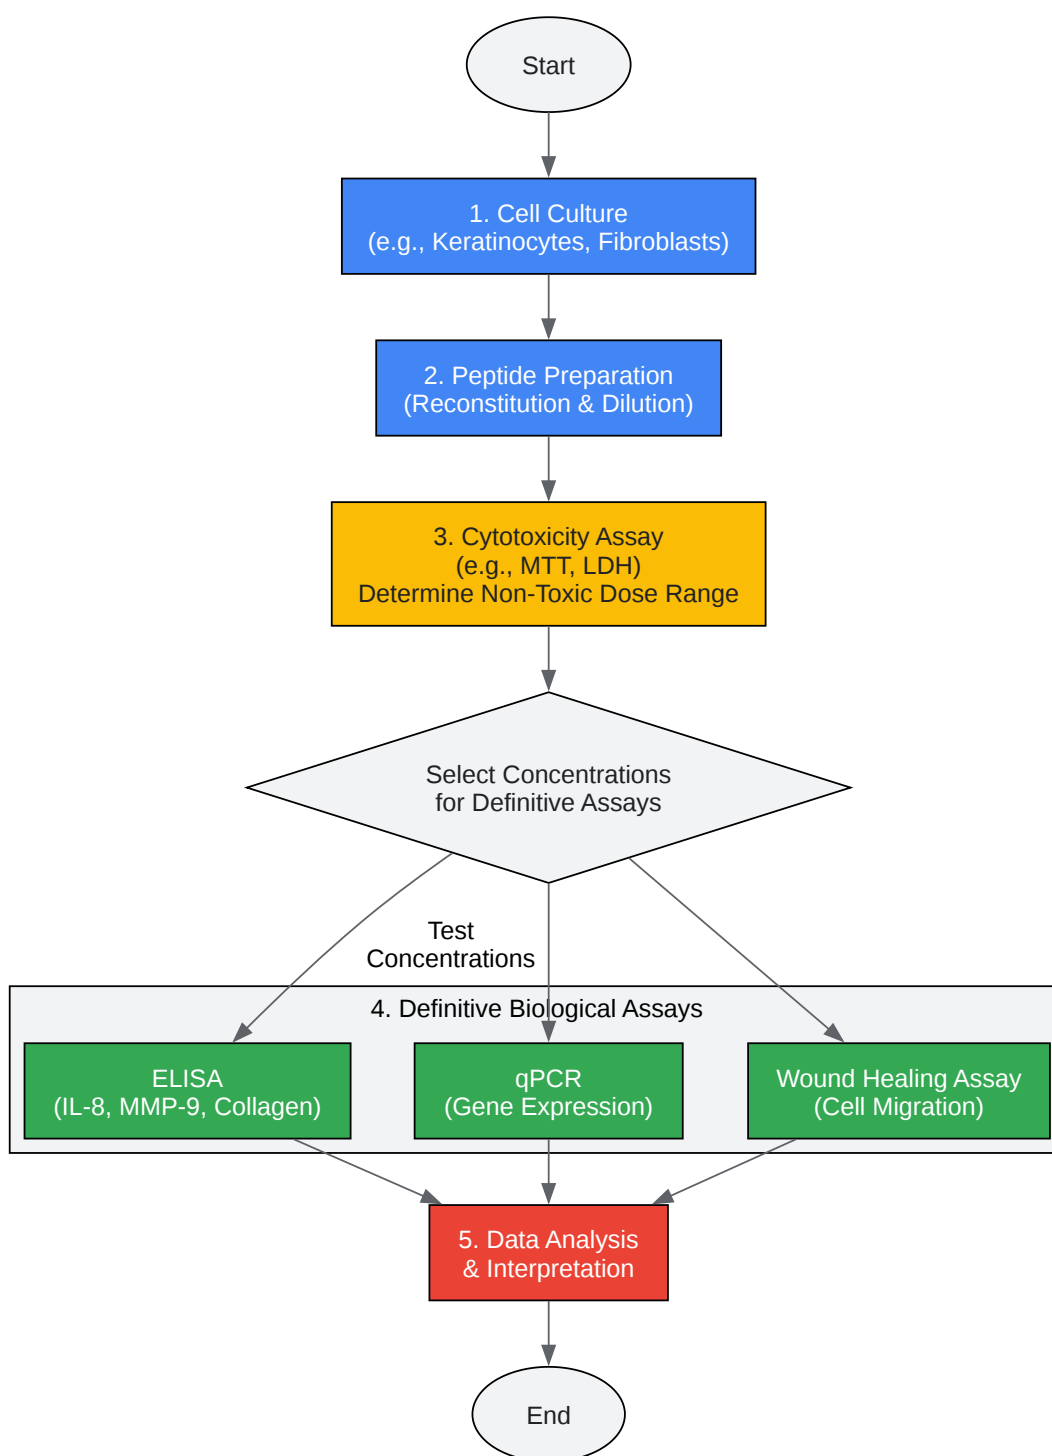 Start
1. Cell Culture
(e.g., Keratinocytes, Fibroblasts)
2. Peptide Preparation
(Reconstitution & Dilution)
3. Cytotoxicity Assay
(e.g., MTT, LDH)
Determine Non-Toxic Dose Range
Select Concentrations
for Definitive Assays
Test
Concentrations
4. Definitive Biological Assays
ELISA
(IL-8, MMP-9, Collagen)
qPCR
(Gene Expression)
Wound Healing Assay
(Cell Migration)
5. Data Analysis
& Interpretation
End